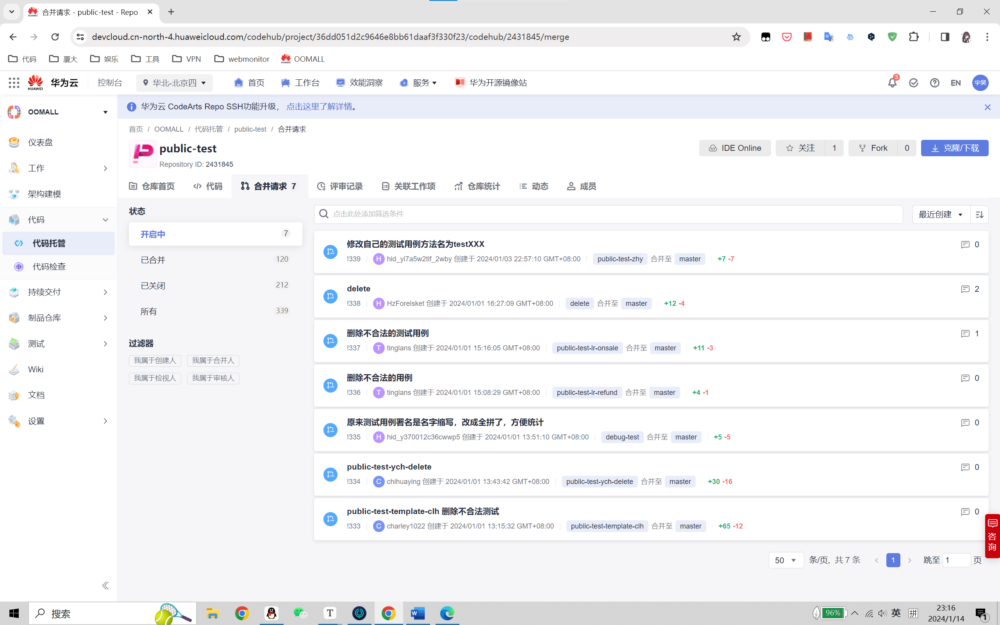 合并请求 - public-test - Repo
devcloud.cn-north-4.huaweicloud.com/codehub/project/36dd051d2c9646e8bb61daaf3f330f23/codehub/2431845/merge
代码 厦大 娱乐 工具 VPN webmonitor OOMALL
HUAWEI 华为云 控制台 华北-北京四 首页 工作台 效能洞察 服务 华为开源镜像站 3 EN 宇昊
OOMALL
仪表盘
工作
架构建模
代码
代码托管
代码检查
持续交付
制品仓库
测试
Wiki
文档
设置
华为云 CodeArts Repo SSH功能升级， 点击这里了解详情。
首页 / OOMALL / 代码托管 / public-test / 合并请求
public-test
Repository ID: 2431845
IDE Online 关注 1 Fork 0 克隆/下载
仓库首页 代码 合并请求 7 评审记录 关联工作项 仓库统计 动态 成员
状态
开启中 7
已合并 120
已关闭 212
所有 339
过滤器
我属于创建人 我属于合并人
我属于检视人 我属于审核人
点击此处添加筛选条件 最近创建
修改自己的测试用例方法名为testXXX 0
!339 H hid_yl7a5w2tlf_2wby 创建于 2024/01/03 22:57:10 GMT+08:00 public-test-zhy 合并至 master +7 -7
delete 2
!338 H HzForelsket 创建于 2024/01/01 16:27:09 GMT+08:00 delete 合并至 master +12 -4
删除不合法的测试用例 1
!337 T tinglans 创建于 2024/01/01 15:16:05 GMT+08:00 public-test-lr-onsale 合并至 master +11 -3
删除不合法的用例 0
!336 T tinglans 创建于 2024/01/01 15:08:29 GMT+08:00 public-test-lr-refund 合并至 master +4 -1
原来测试用例署名是名字缩写，改成全拼了，方便统计 0
!335 H hid_y370012c36cwwp5 创建于 2024/01/01 13:51:10 GMT+08:00 debug-test 合并至 master +5 -5
public-test-ych-delete 0
!334 C chihuaying 创建于 2024/01/01 13:43:42 GMT+08:00 public-test-ych-delete 合并至 master +30 -16
public-test-template-clh 删除不合法测试 0
!333 C charley1022 创建于 2024/01/01 13:15:32 GMT+08:00 public-test-template-clh 合并至 master +65 -12
咨询
50 条/页, 共 7 条 1 跳至 1 页
搜索
96% 英 拼
23:16
2024/1/14
1